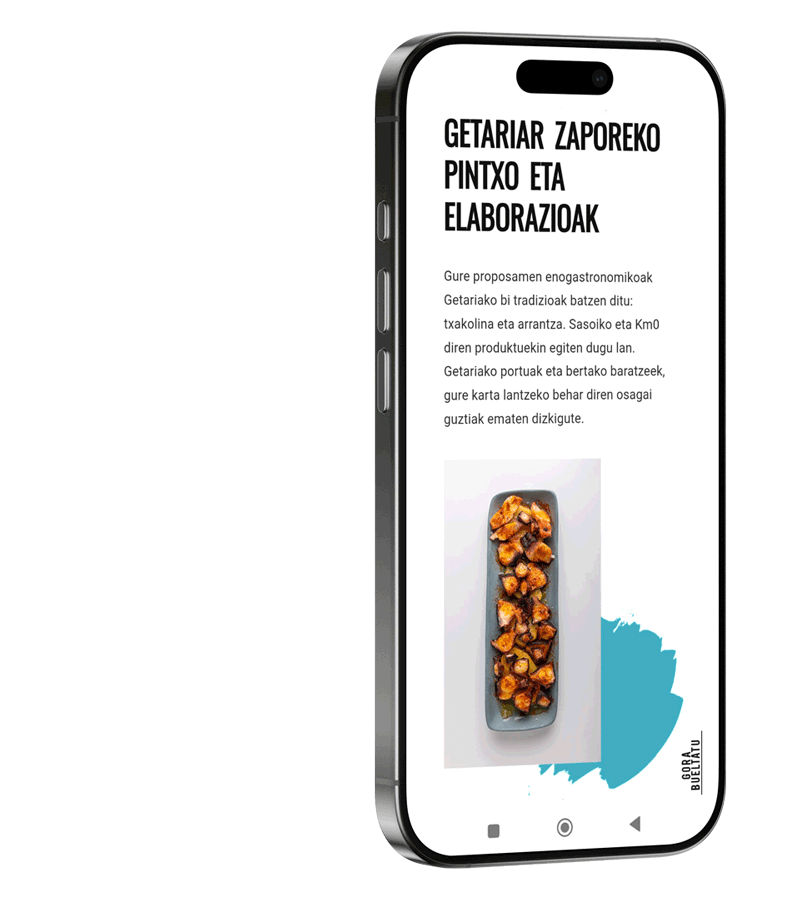 GETARIAR ZAPOREKO
PINTXO ETA
ELABORAZIOAK
Gure proposamen enogastronomikoak
Getariako bi tradizioak batzen ditu:
txakolina eta arrantza. Sasoiko eta Km0
diren produktuekin egiten dugu lan.
Getariako portuak eta bertako baratzeek,
gure karta lantzeko behar diren osagai
guztiak ematen dizkigute.
GORA
BUELTATU